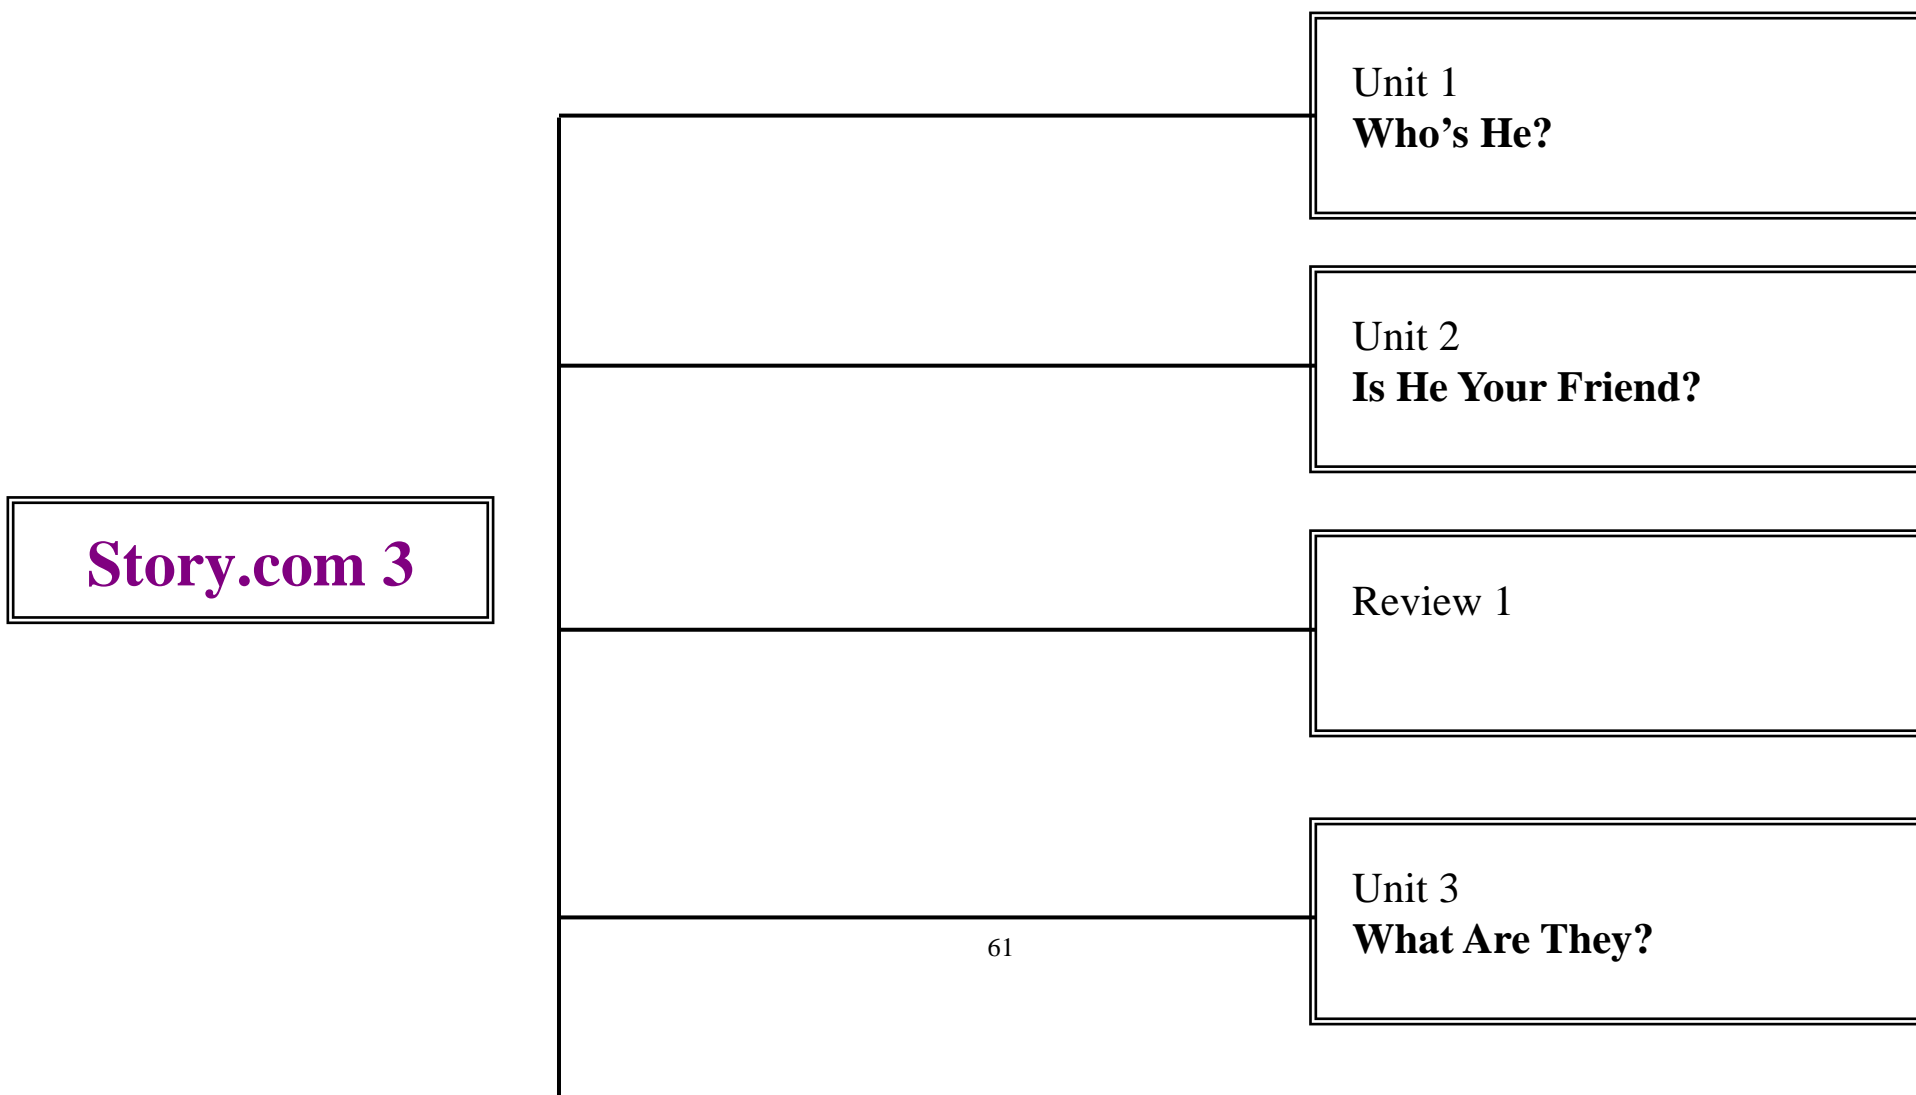 Unit 1
Who’s He?
Unit 2
Is He Your Friend?
Story.com 3
Review 1
Unit 3
What Are They?
61